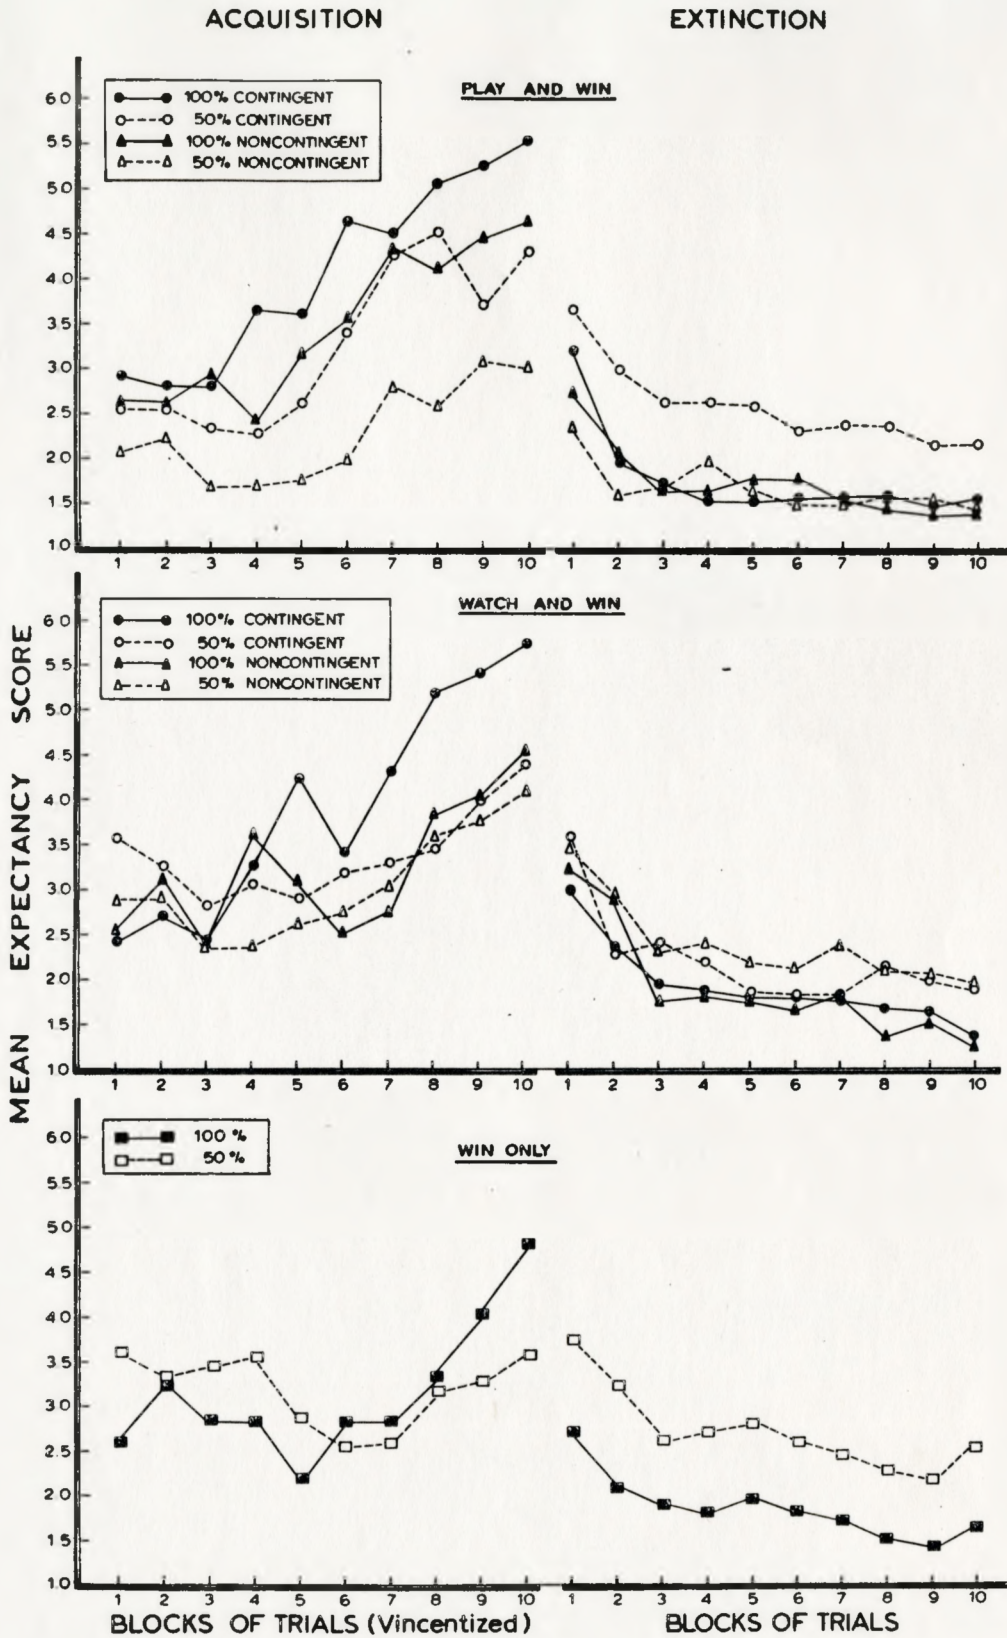 ACQUISITION EXTINCTION
PLAY AND WIN
100% CONTINGENT
50% CONTINGENT
100% NONCONTINGENT
50% NONCONTINGENT
6.0
5.5
5.0
4.5
4.0
3.5
3.0
2.5
2.0
1.5
1.0
1 2 3 4 5 6 7 8 9 10 1 2 3 4 5 6 7 8 9 10
WATCH AND WIN
100% CONTINGENT
50% CONTINGENT
100% NONCONTINGENT
50% NONCONTINGENT
6.0
5.5
5.0
4.5
4.0
3.5
3.0
2.5
2.0
1.5
1.0
1 2 3 4 5 6 7 8 9 10 1 2 3 4 5 6 7 8 9 10
MEAN EXPECTANCY SCORE
WIN ONLY
100 %
50 %
6.0
5.5
5.0
4.5
4.0
3.5
3.0
2.5
2.0
1.5
1.0
1 2 3 4 5 6 7 8 9 10 1 2 3 4 5 6 7 8 9 10
BLOCKS OF TRIALS (Vincentized) BLOCKS OF TRIALS